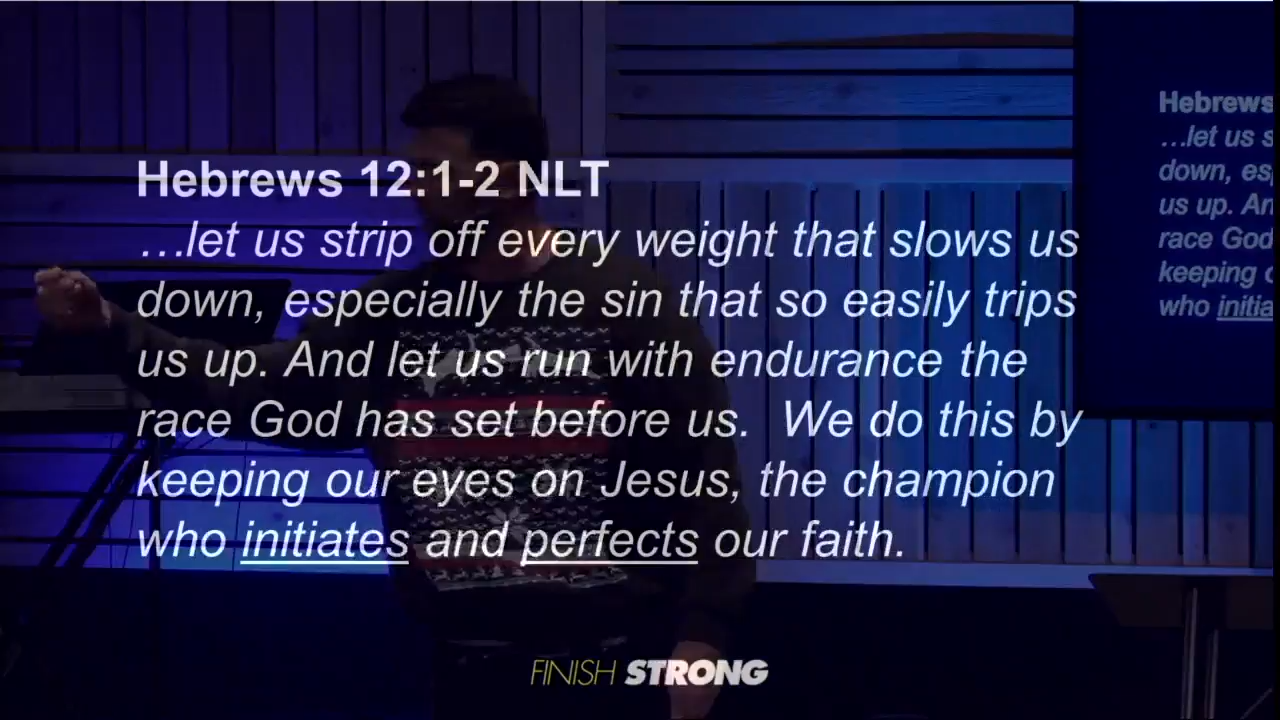 Hebrews 12:1-2 NLT
…let us strip off every weight that slows us
down, especially the sin that so easily trips
us up. And let us run with endurance the
race God has set before us.  We do this by
keeping our eyes on Jesus, the champion
who initiates and perfects our faith.
FINISH STRONG
Hebrews
…let us
down,
us up.
race God
keeping
who